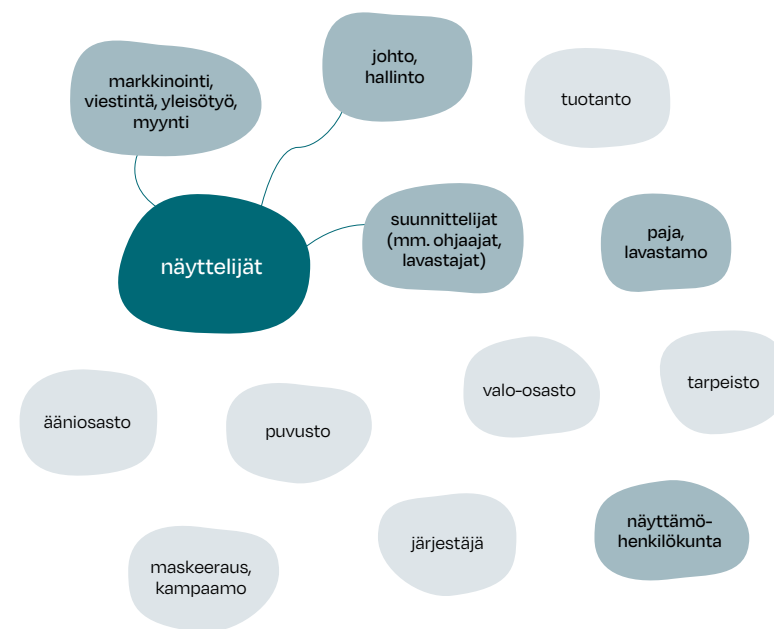 markkinointi,
viestintä, yleisötyö,
myynti
johto,
hallinto
tuotanto
näyttelijät
suunnittelijat
(mm. ohjaajat,
lavastajat)
paja,
lavastamo
ääniosasto
puvusto
valo-osasto
tarpeisto
maskeeraus,
kampaamo
järjestäjä
näyttämö-
henkilökunta